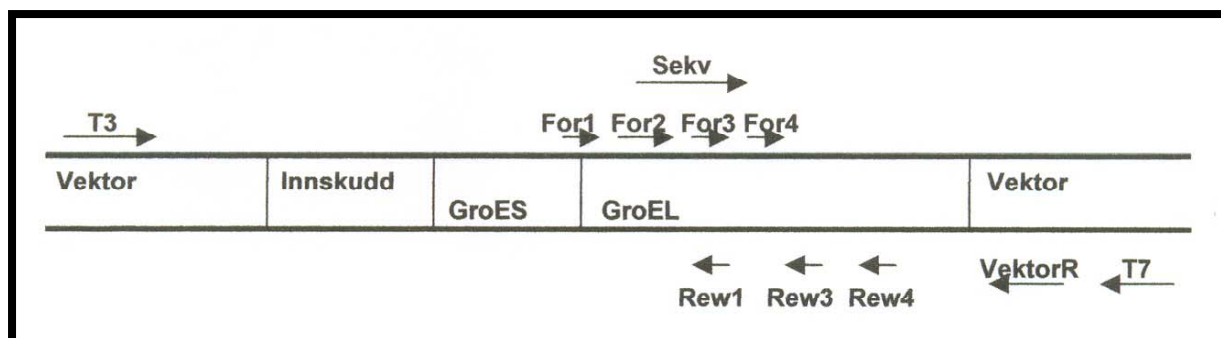 Sekv
T3 For1 For2 For3 For4
Vektor Innskudd Vektor
GroES GroEL
VektorR T7
Rew1 Rew3 Rew4